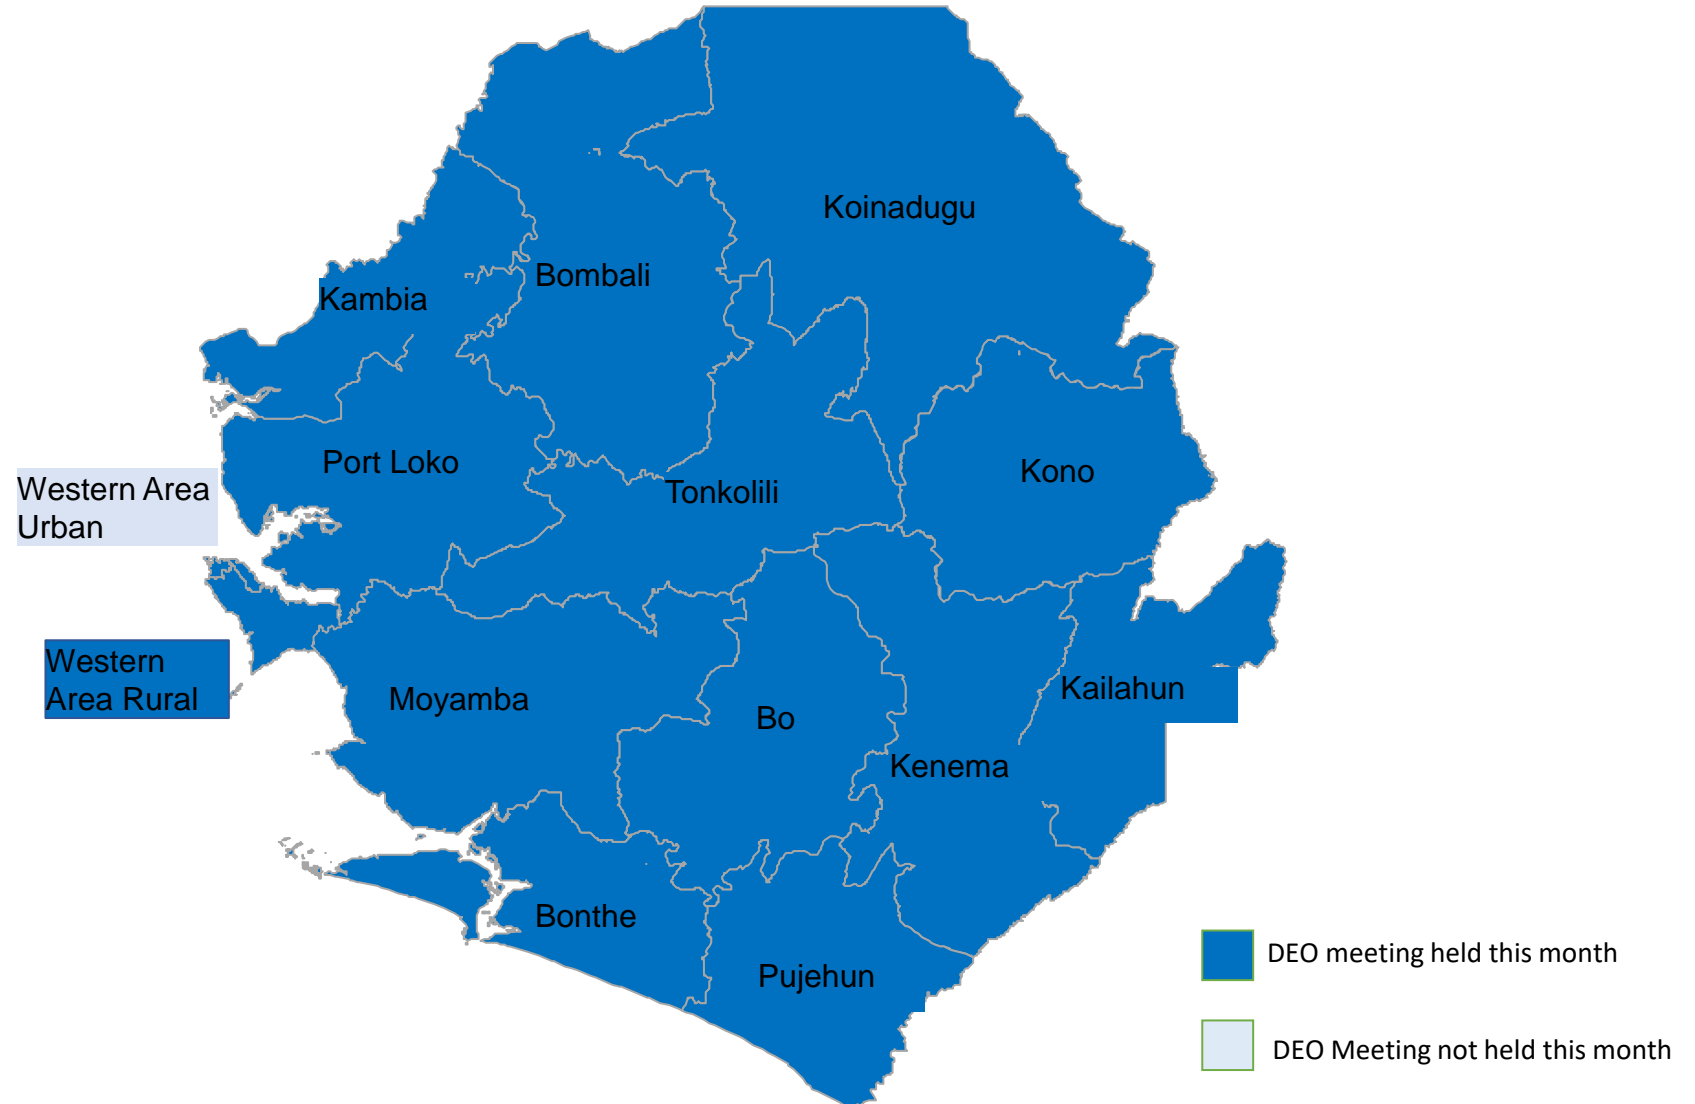 Koinadugu
Bombali
Kambia
Port Loko
Kono
Western Area
Urban
Tonkolili
Western
Area Rural
Moyamba
Kailahun
Bo
Kenema
Bonthe
Pujehun
DEO meeting held this month
DEO Meeting not held this month